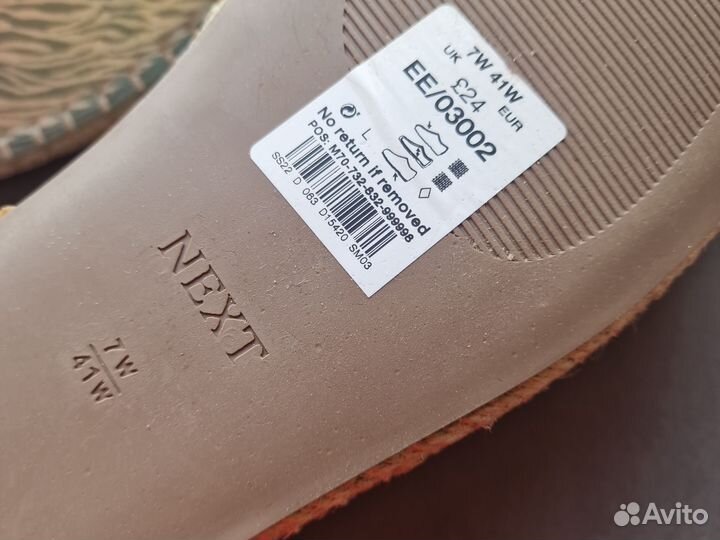 7W 41W
UK EUR
£24
EE/03002
L
No return if removed
POS: M70-732-832-999998
SS22 D 063 D15420 SM03
NEXT
7W
41W
Avito